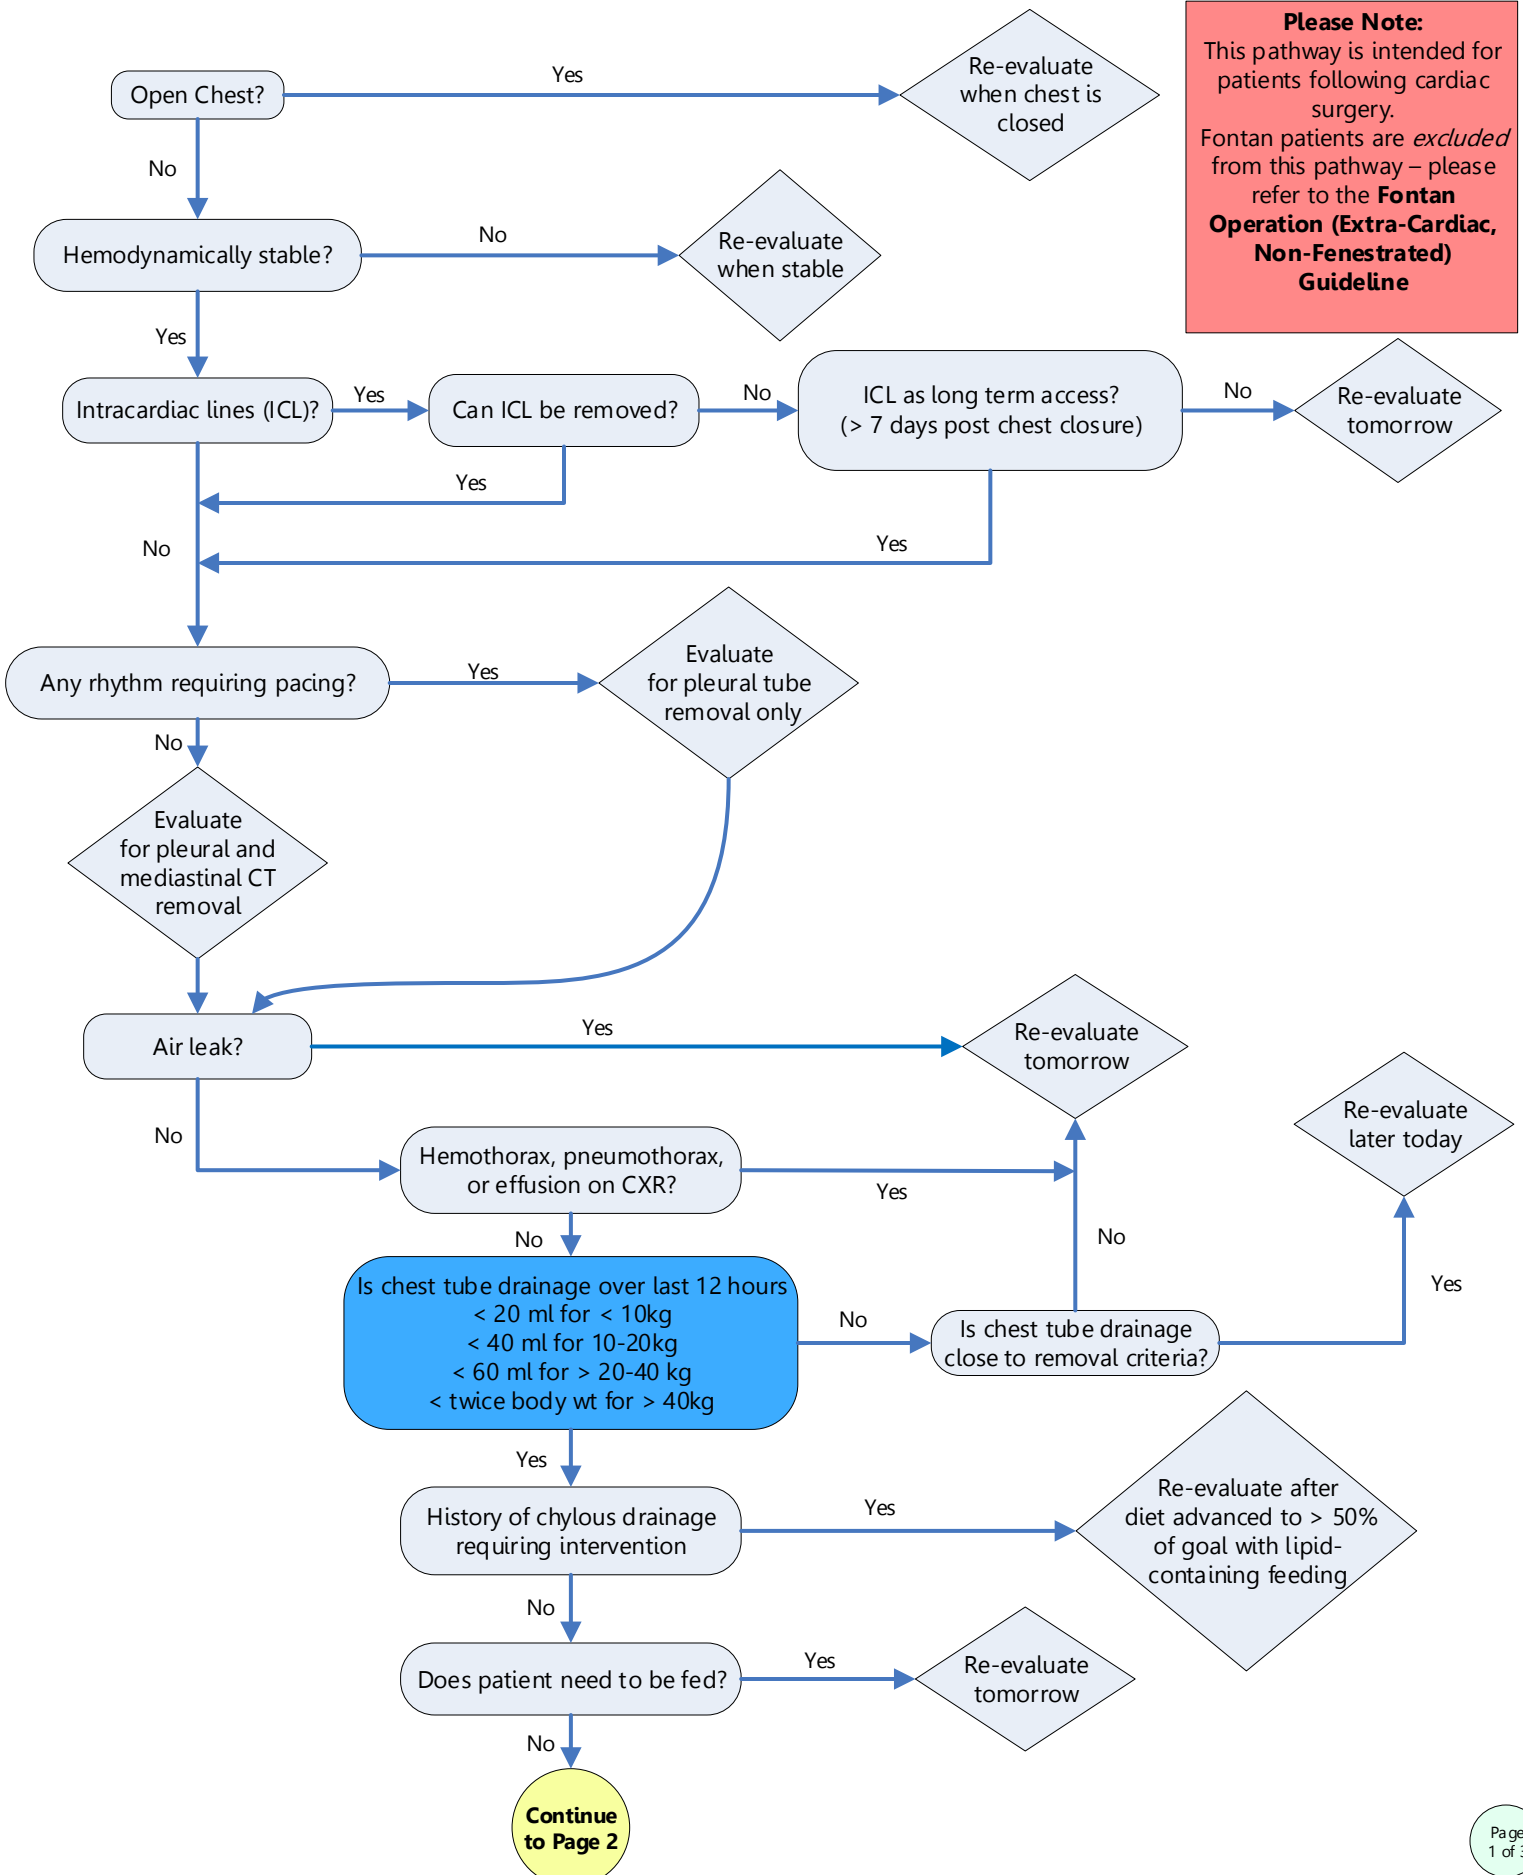 Please Note:
This pathway is intended for
patients following cardiac
surgery.
Fontan patients are excluded
from this pathway – please
refer to the Fontan
Operation (Extra-Cardiac,
Non-Fenestrated)
Guideline
Open Chest?
Yes
Re-evaluate
when chest is
closed
No
Hemodynamically stable?
No
Re-evaluate
when stable
Yes
Intracardiac lines (ICL)?
Yes
Can ICL be removed?
No
ICL as long term access?
(> 7 days post chest closure)
No
Re-evaluate
tomorrow
Yes
Yes
No
Any rhythm requiring pacing?
Yes
Evaluate
for pleural tube
removal only
No
Evaluate
for pleural and
mediastinal CT
removal
Air leak?
Yes
Re-evaluate
tomorrow
Re-evaluate
later today
No
Hemothorax, pneumothorax,
or effusion on CXR?
Yes
No
No
Yes
Is chest tube drainage over last 12 hours
< 20 ml for < 10kg
< 40 ml for 10-20kg
< 60 ml for > 20-40 kg
< twice body wt for > 40kg
No
Is chest tube drainage
close to removal criteria?
Yes
History of chylous drainage
requiring intervention
Yes
Re-evaluate after
diet advanced to > 50%
of goal with lipid-
containing feeding
No
Does patient need to be fed?
Yes
Re-evaluate
tomorrow
No
Continue
to Page 2
Page
1 of 3